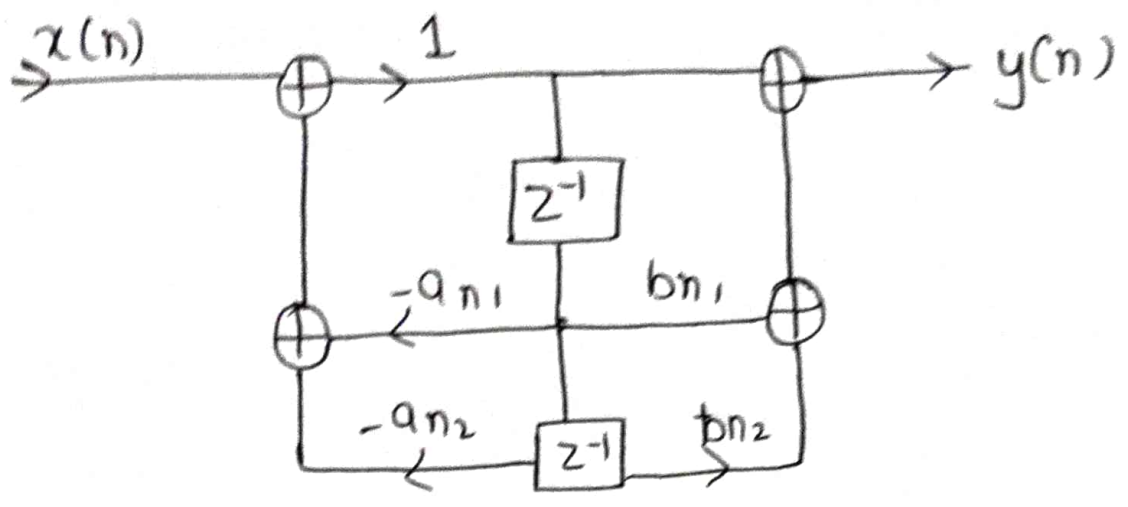 x(n) 1 y(n)
z⁻¹
-an₁ bn₁
-an₂ z⁻¹ bn₂